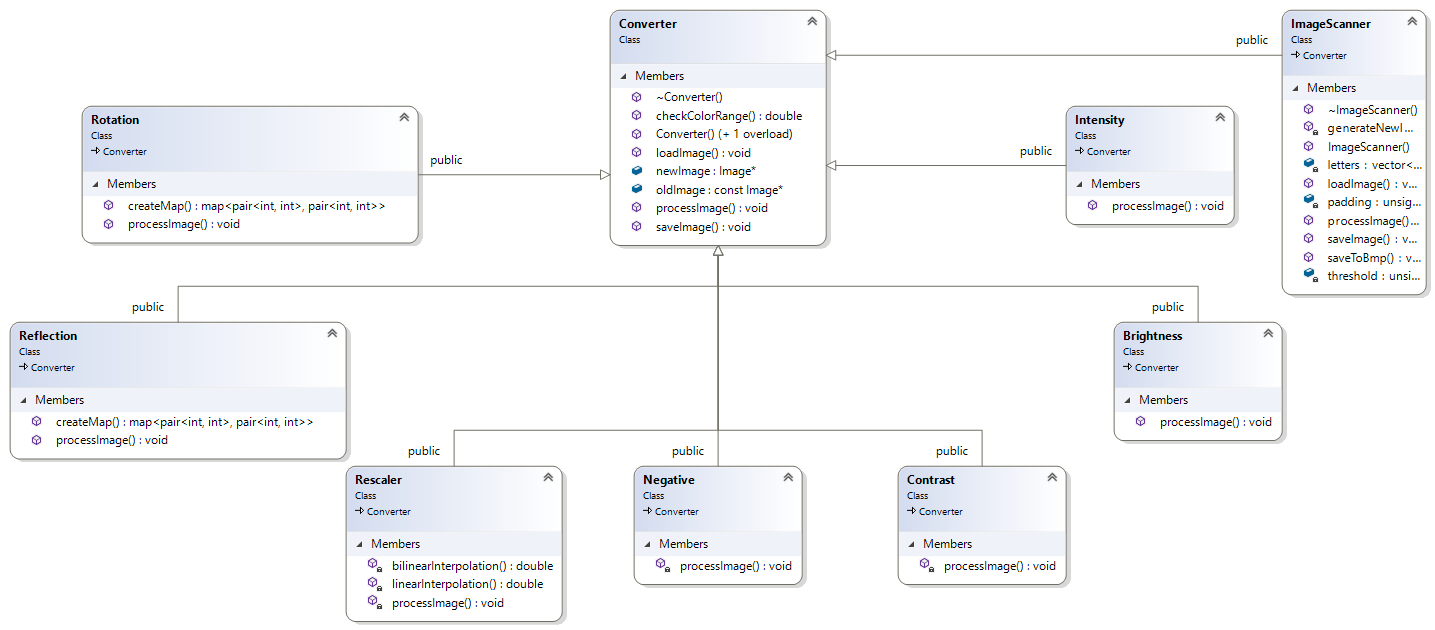 Converter
Class
Members
~Converter()
checkColorRange() : double
Converter() (+ 1 overload)
loadImage() : void
newImage : Image*
oldImage : const Image*
processImage() : void
saveImage() : void
public
ImageScanner
Class
Converter
Members
~ImageScanner()
generateNewI...
ImageScanner()
letters : vector<...
loadImage() : v...
padding : unsig...
processImage()...
saveImage() : v...
saveToBmp() : v...
threshold : unsi...
Rotation
Class
Converter
Members
createMap() : map<pair<int, int>, pair<int, int>>
processImage() : void
public
public
Intensity
Class
Converter
Members
processImage() : void
public
Reflection
Class
Converter
Members
createMap() : map<pair<int, int>, pair<int, int>>
processImage() : void
public
Brightness
Class
Converter
Members
processImage() : void
public
Rescaler
Class
Converter
Members
bilinearInterpolation() : double
linearInterpolation() : double
processImage() : void
public
Negative
Class
Converter
Members
processImage() : void
public
Contrast
Class
Converter
Members
processImage() : void